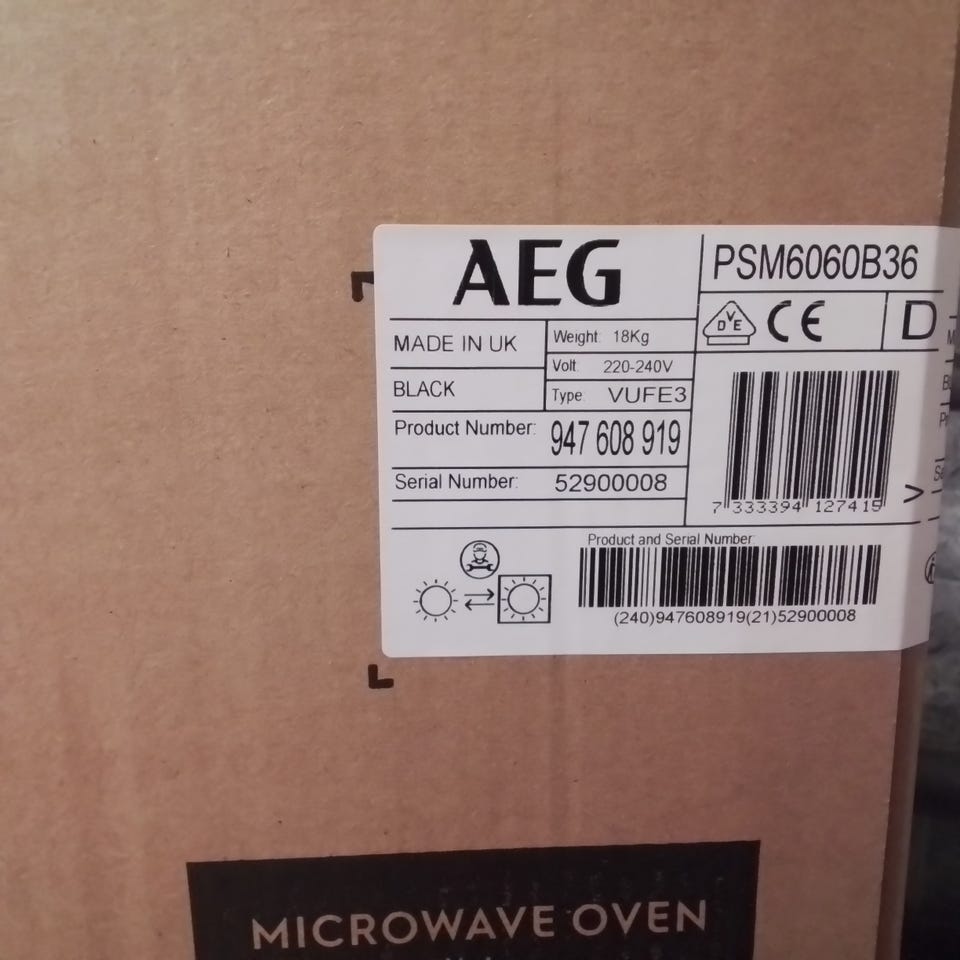 AEG
PSM6060B36
D V E CE D
MADE IN UK
Weight: 18Kg
Volt: 220-240V
BLACK
Type: VUFE3
Product Number: 947 608 919
Serial Number: 52900008
7 333394 127415 >
Product and Serial Number:
(240)947608919(21)52900008
MICROWAVE OVEN